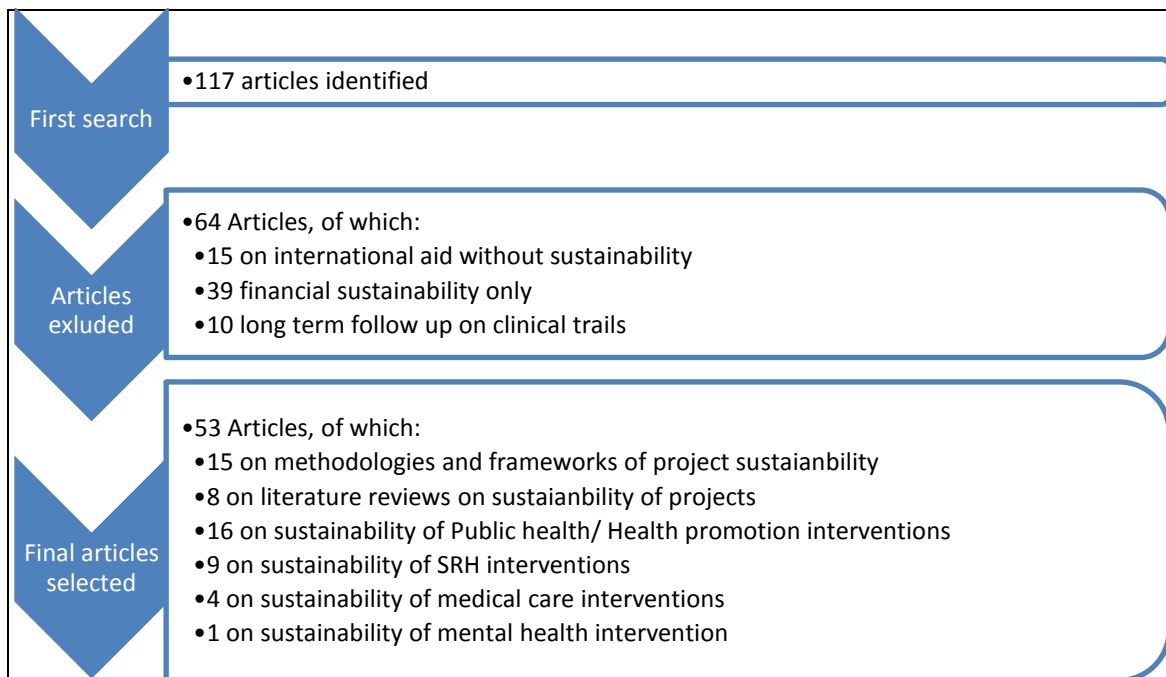 First search
•117 articles identified
Articles
exluded
•64 Articles, of which:
•15 on international aid without sustainability
•39 financial sustainability only
•10 long term follow up on clinical trails
Final articles
selected
•53 Articles, of which:
•15 on methodologies and frameworks of project sustaianbility
•8 on literature reviews on sustaianbility of projects
•16 on sustainability of Public health/ Health promotion interventions
•9 on sustainability of SRH interventions
•4 on sustainability of medical care interventions
•1 on sustainability of mental health intervention